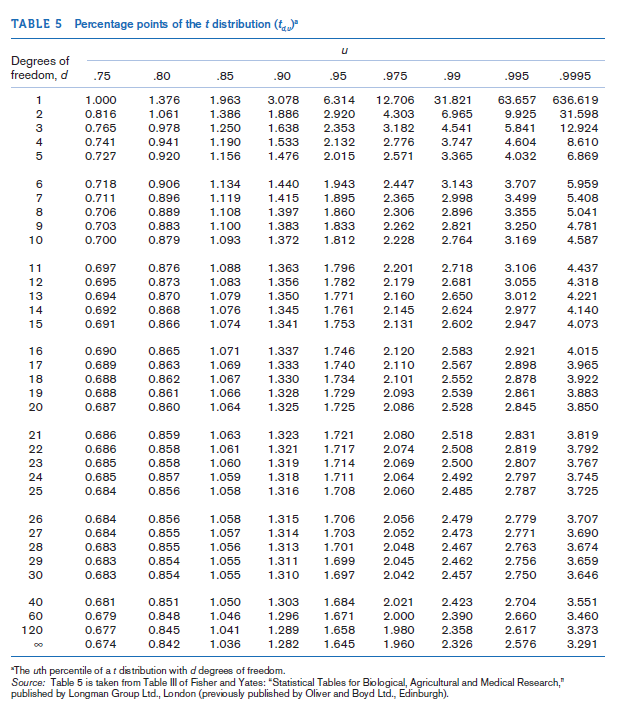 TABLE 5 Percentage points of the t distribution (td,u)a
u
Degrees of
freedom, d .75 .80 .85 .90 .95 .975 .99 .995 .9995
1 1.000 1.376 1.963 3.078 6.314 12.706 31.821 63.657 636.619
2 0.816 1.061 1.386 1.886 2.920 4.303 6.965 9.925 31.598
3 0.765 0.978 1.250 1.638 2.353 3.182 4.541 5.841 12.924
4 0.741 0.941 1.190 1.533 2.132 2.776 3.747 4.604 8.610
5 0.727 0.920 1.156 1.476 2.015 2.571 3.365 4.032 6.869
6 0.718 0.906 1.134 1.440 1.943 2.447 3.143 3.707 5.959
7 0.711 0.896 1.119 1.415 1.895 2.365 2.998 3.499 5.408
8 0.706 0.889 1.108 1.397 1.860 2.306 2.896 3.355 5.041
9 0.703 0.883 1.100 1.383 1.833 2.262 2.821 3.250 4.781
10 0.700 0.879 1.093 1.372 1.812 2.228 2.764 3.169 4.587
11 0.697 0.876 1.088 1.363 1.796 2.201 2.718 3.106 4.437
12 0.695 0.873 1.083 1.356 1.782 2.179 2.681 3.055 4.318
13 0.694 0.870 1.079 1.350 1.771 2.160 2.650 3.012 4.221
14 0.692 0.868 1.076 1.345 1.761 2.145 2.624 2.977 4.140
15 0.691 0.866 1.074 1.341 1.753 2.131 2.602 2.947 4.073
16 0.690 0.865 1.071 1.337 1.746 2.120 2.583 2.921 4.015
17 0.689 0.863 1.069 1.333 1.740 2.110 2.567 2.898 3.965
18 0.688 0.862 1.067 1.330 1.734 2.101 2.552 2.878 3.922
19 0.688 0.861 1.066 1.328 1.729 2.093 2.539 2.861 3.883
20 0.687 0.860 1.064 1.325 1.725 2.086 2.528 2.845 3.850
21 0.686 0.859 1.063 1.323 1.721 2.080 2.518 2.831 3.819
22 0.686 0.858 1.061 1.321 1.717 2.074 2.508 2.819 3.792
23 0.685 0.858 1.060 1.319 1.714 2.069 2.500 2.807 3.767
24 0.685 0.857 1.059 1.318 1.711 2.064 2.492 2.797 3.745
25 0.684 0.856 1.058 1.316 1.708 2.060 2.485 2.787 3.725
26 0.684 0.856 1.058 1.315 1.706 2.056 2.479 2.779 3.707
27 0.684 0.855 1.057 1.314 1.703 2.052 2.473 2.771 3.690
28 0.683 0.855 1.056 1.313 1.701 2.048 2.467 2.763 3.674
29 0.683 0.854 1.055 1.311 1.699 2.045 2.462 2.756 3.659
30 0.683 0.854 1.055 1.310 1.697 2.042 2.457 2.750 3.646
40 0.681 0.851 1.050 1.303 1.684 2.021 2.423 2.704 3.551
60 0.679 0.848 1.046 1.296 1.671 2.000 2.390 2.660 3.460
120 0.677 0.845 1.041 1.289 1.658 1.980 2.358 2.617 3.373
∞ 0.674 0.842 1.036 1.282 1.645 1.960 2.326 2.576 3.291
aThe uth percentile of a t distribution with d degrees of freedom.
Source: Table 5 is taken from Table III of Fisher and Yates: “Statistical Tables for Biological, Agricultural and Medical Research,”
published by Longman Group Ltd., London (previously published by Oliver and Boyd Ltd., Edinburgh).